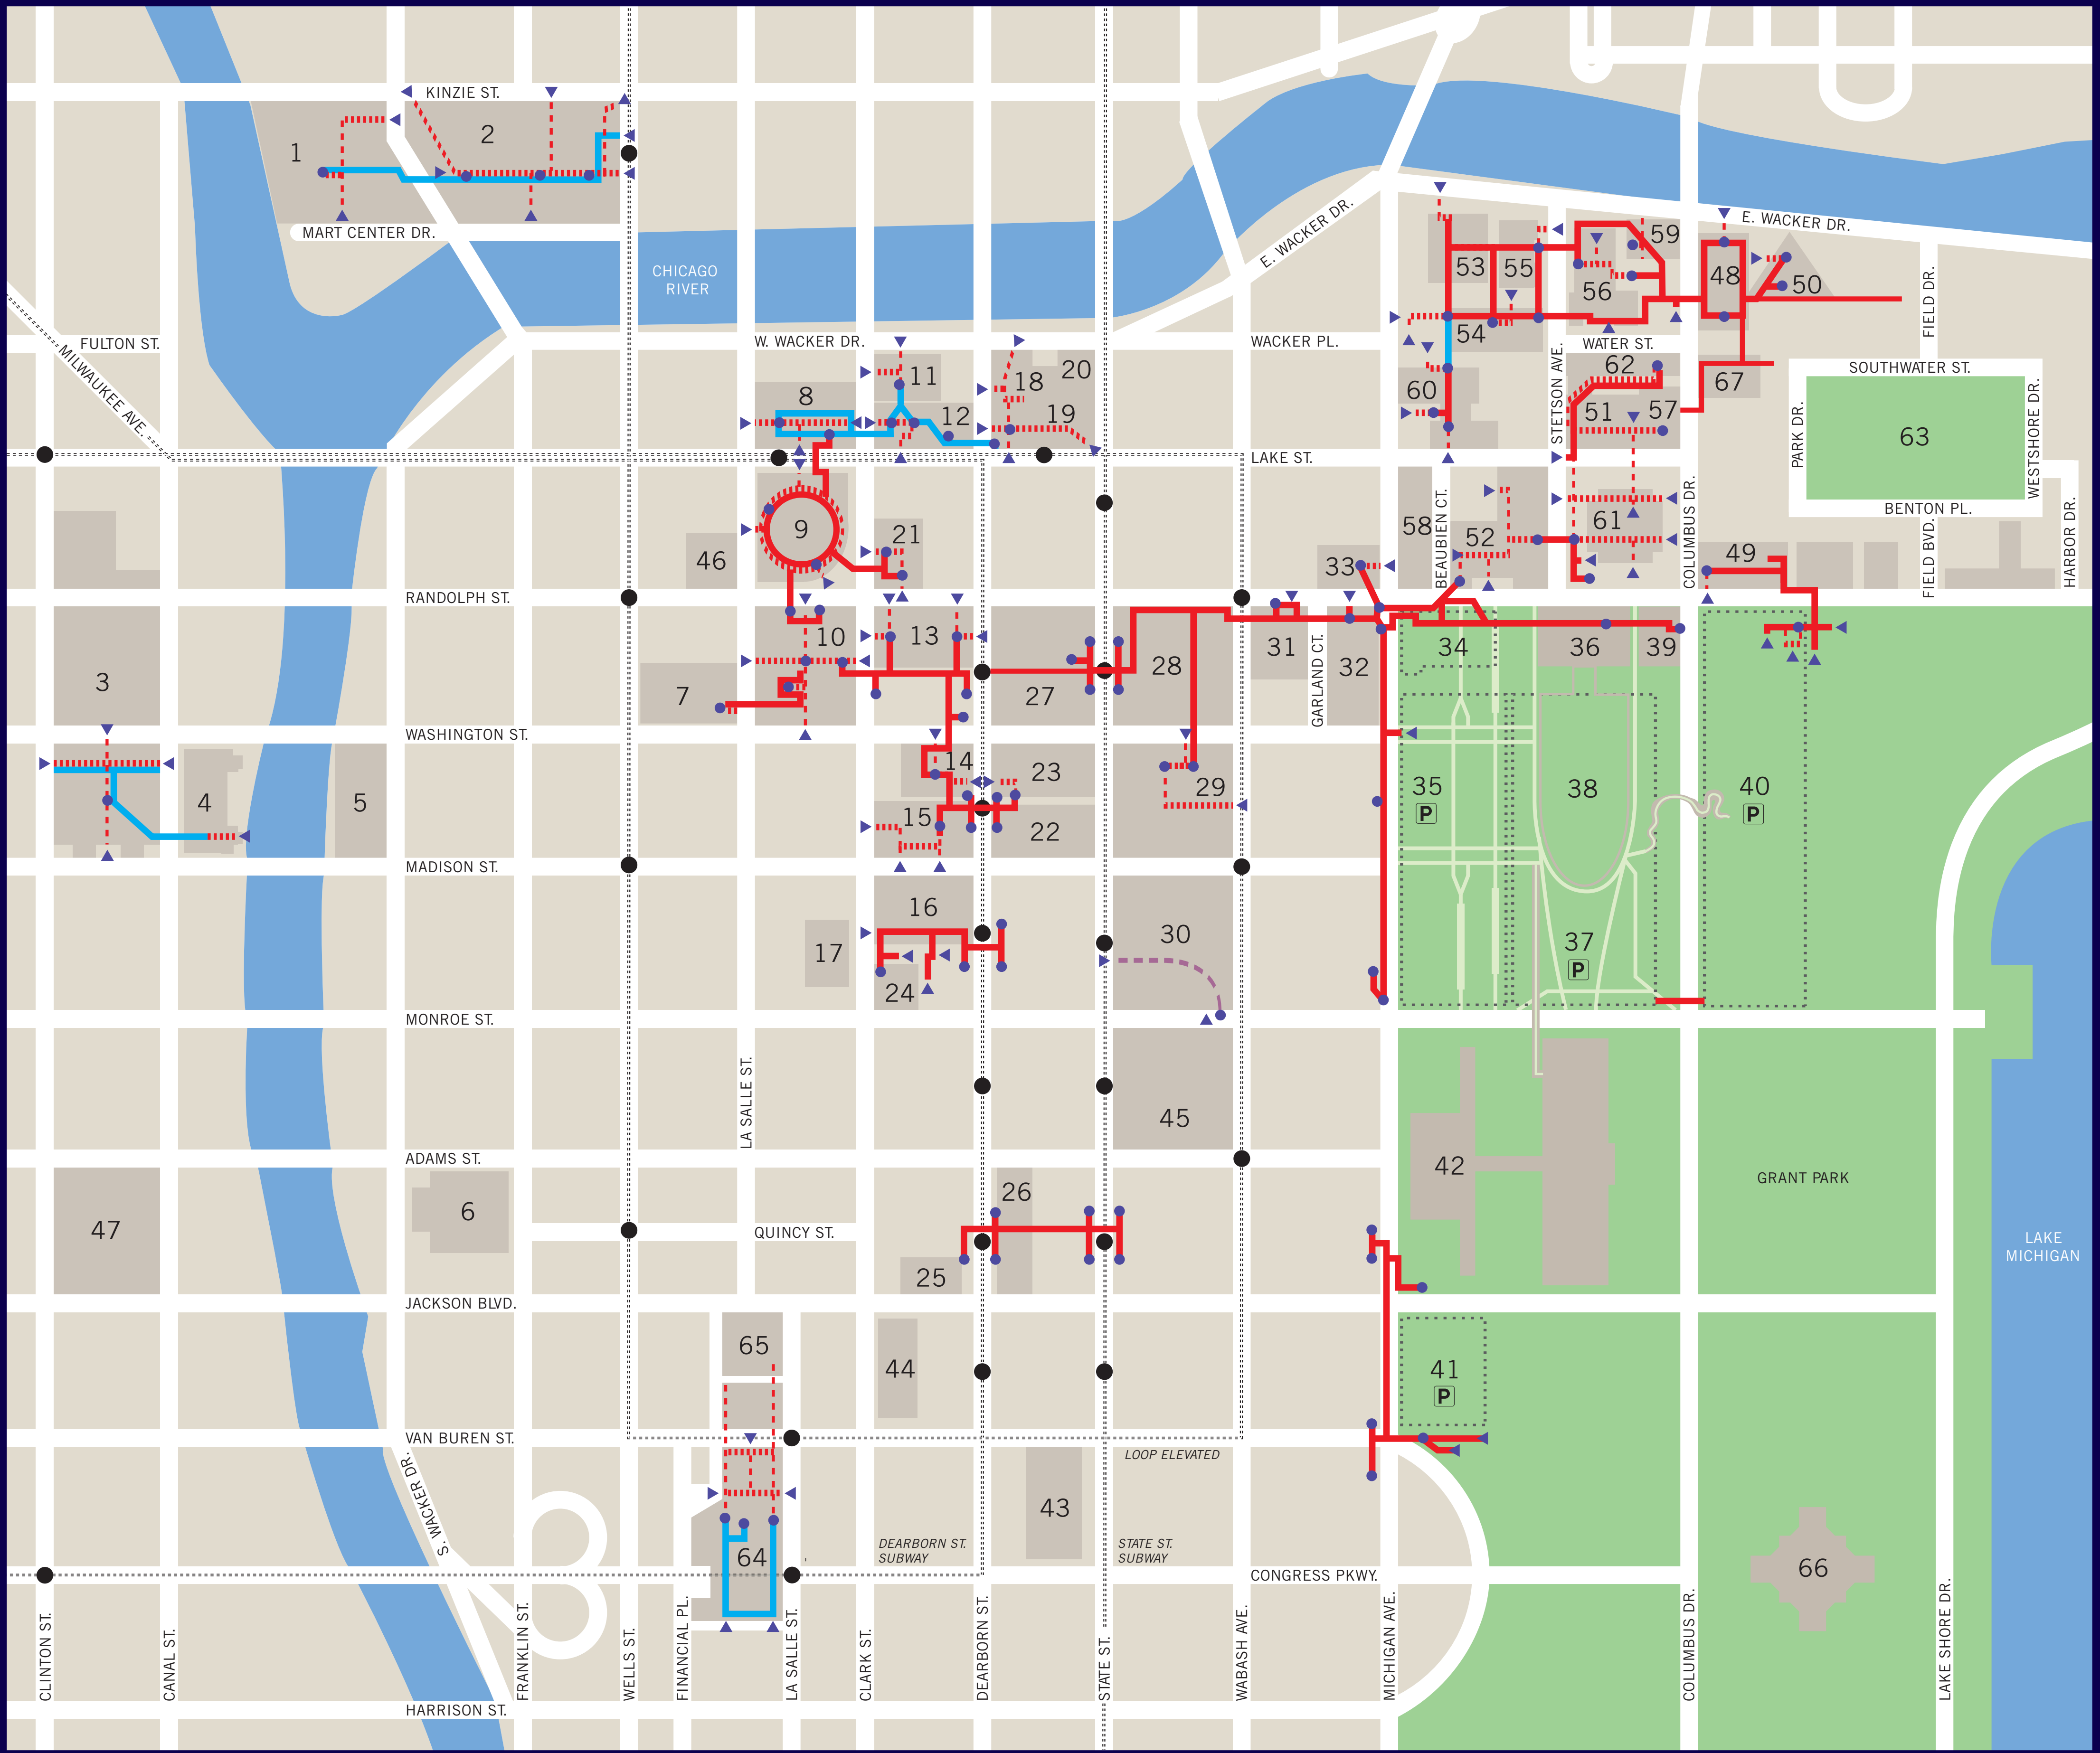 KINZIE ST.
2
1
MART CENTER DR.
CHICAGO
RIVER
E. WACKER DR.
E. WACKER DR.
59
53
55
48
56
50
54
FIELD DR.
MILWAUKEE AVE.
FULTON ST.
W. WACKER DR.
WACKER PL.
WATER ST.
STETSON AVE.
SOUTHWATER ST.
11
18
20
8
12
19
60
62
67
51
57
PARK DR.
63
WESTSHORE DR.
LAKE ST.
BENTON PL.
COLUMBUS DR.
FIELD BVD.
HARBOR DR.
9
21
46
58
BEAUBIEN CT.
52
61
33
49
RANDOLPH ST.
10
13
31
GARLAND CT.
32
34
36
39
3
7
27
28
WASHINGTON ST.
14
23
29
35
P
38
40
P
4
5
15
22
MADISON ST.
16
17
24
30
37
P
MONROE ST.
LA SALLE ST.
45
ADAMS ST.
42
GRANT PARK
47
6
26
QUINCY ST.
25
LAKE
MICHIGAN
JACKSON BLVD.
65
44
41
P
VAN BUREN ST.
LOOP ELEVATED
S. WACKER DR.
43
64
DEARBORN ST.
SUBWAY
STATE ST.
SUBWAY
66
CONGRESS PKWY.
CLINTON ST.
CANAL ST.
FRANKLIN ST.
WELLS ST.
FINANCIAL PL.
LA SALLE ST.
CLARK ST.
DEARBORN ST.
STATE ST.
WABASH AVE.
MICHIGAN AVE.
COLUMBUS DR.
LAKE SHORE DR.
HARRISON ST.